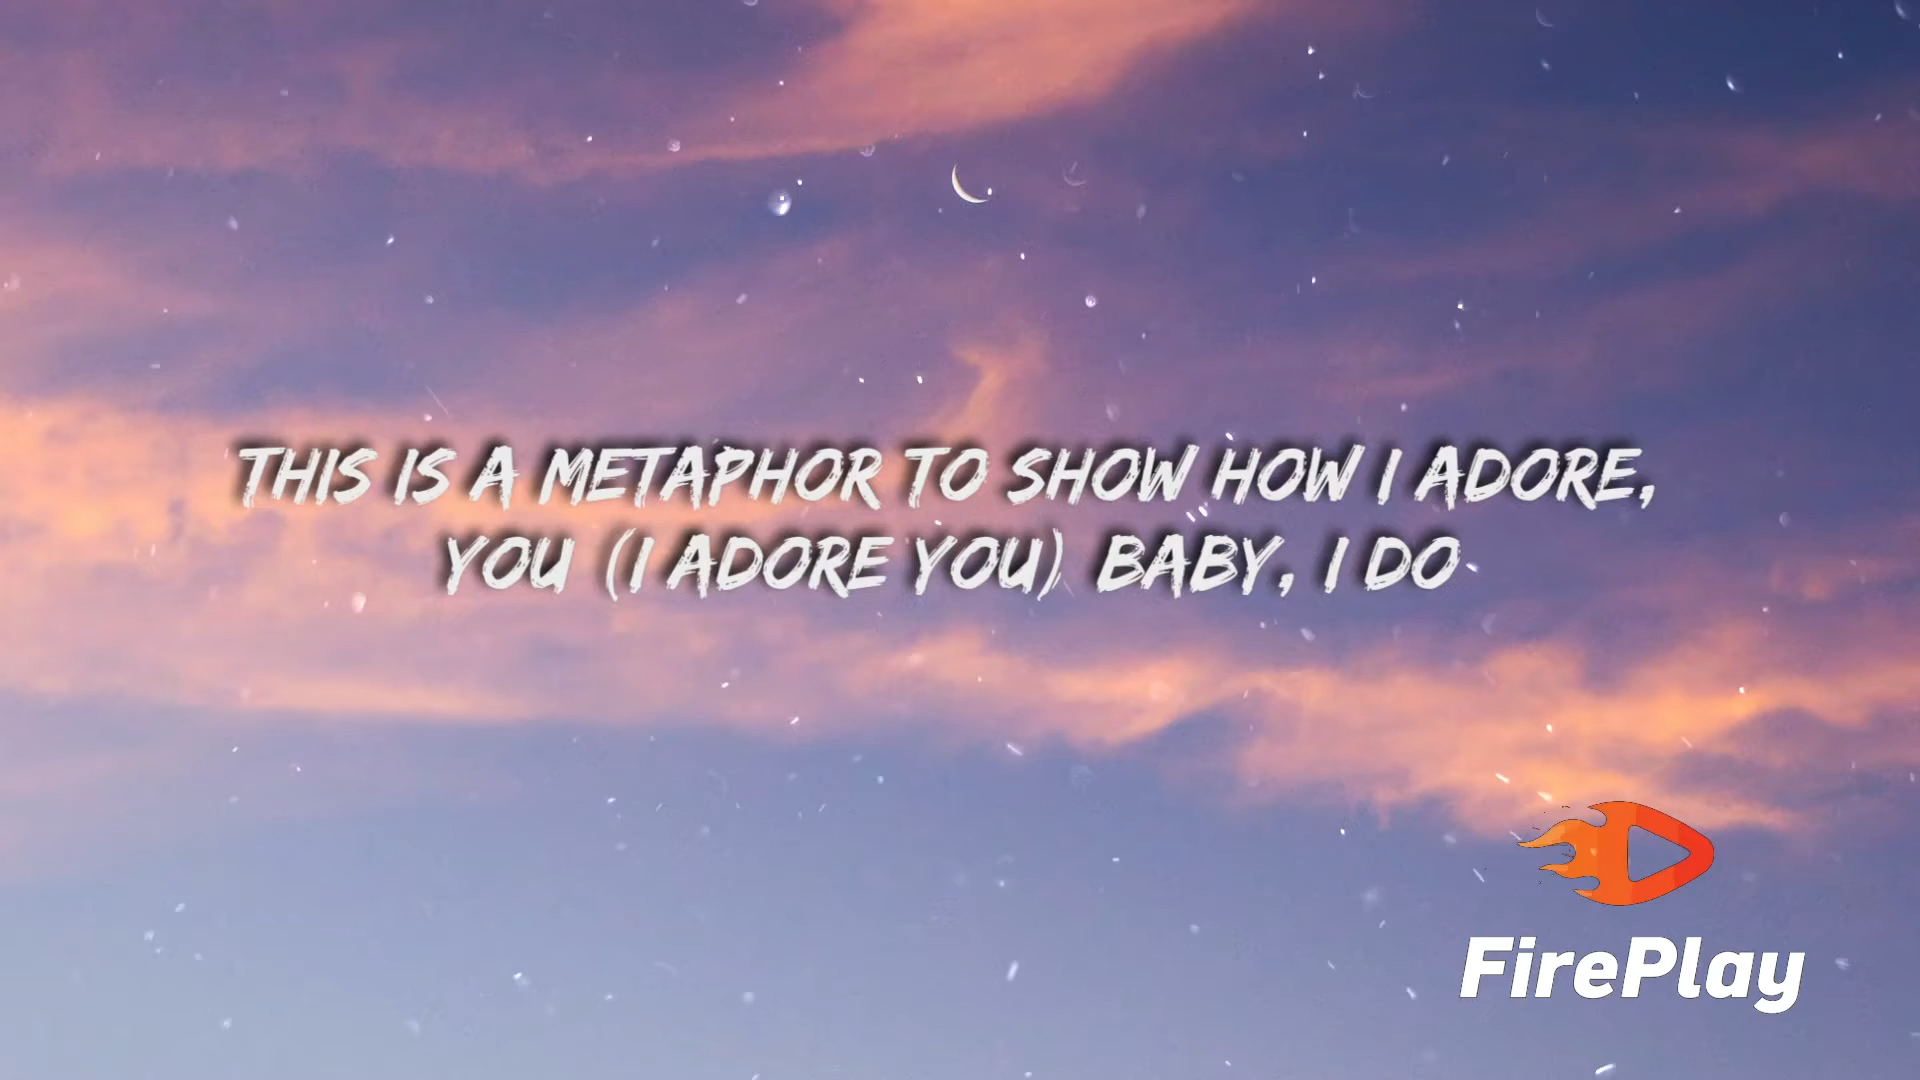 THIS IS A METAPHOR TO SHOW HOW I ADORE,
YOU (I ADORE YOU) BABY, I DO
FirePlay